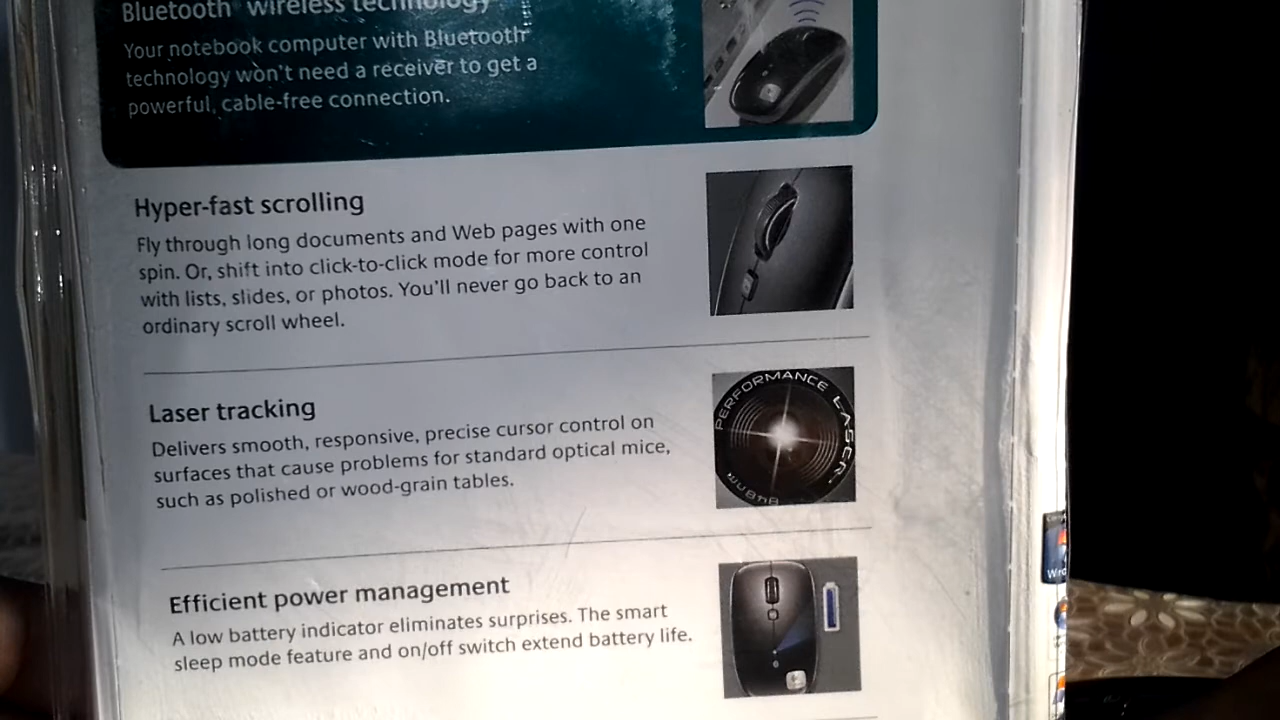 Bluetooth wireless technology
Your notebook computer with Bluetooth
technology won't need a receiver to get a
powerful, cable-free connection.
Hyper-fast scrolling
Fly through long documents and Web pages with one
spin. Or, shift into click-to-click mode for more control
with lists, slides, or photos. You'll never go back to an
ordinary scroll wheel.
Laser tracking
Delivers smooth, responsive, precise cursor control on
surfaces that cause problems for standard optical mice,
such as polished or wood-grain tables.
PERFORMANCE LASER
848nm
Efficient power management
A low battery indicator eliminates surprises. The smart
sleep mode feature and on/off switch extend battery life.